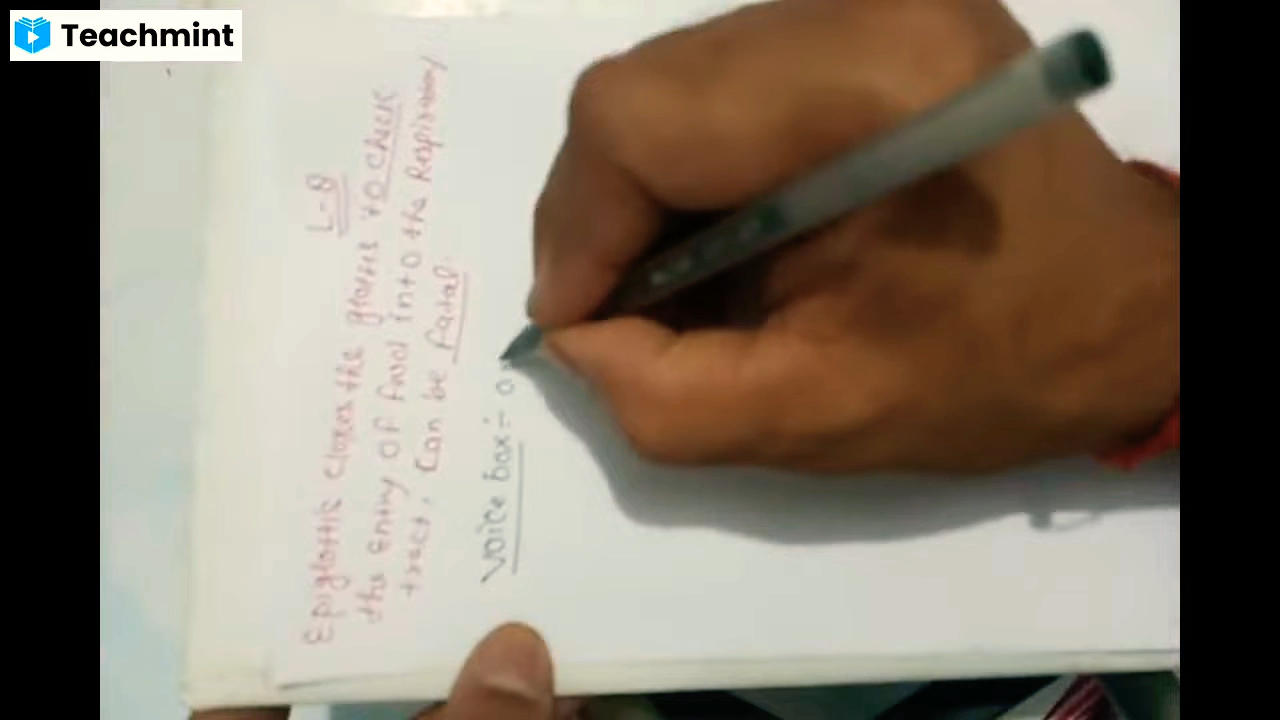 Teachmint
L-8
Epiglottis closes the glottis to check
the entry of food into the Respiratory
tract, Can be fatal.
Voice box:- a